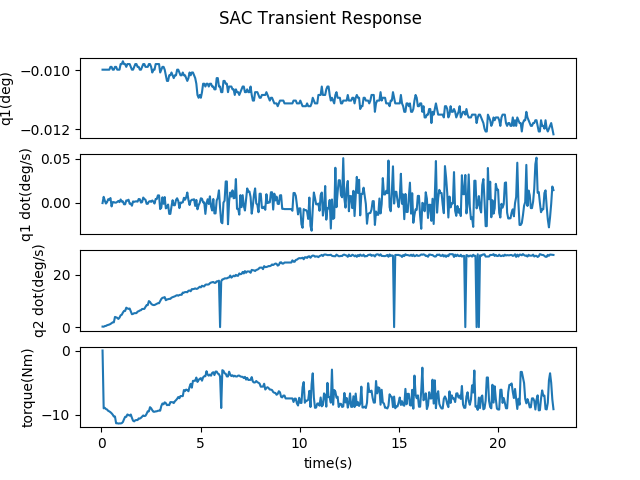 SAC Transient Response
q1(deg)
−0.010
−0.012
q1 dot(deg/s)
0.05
0.00
q2 dot(deg/s)
20
0
torque(Nm)
0
−10
0 5 10 15 20
time(s)